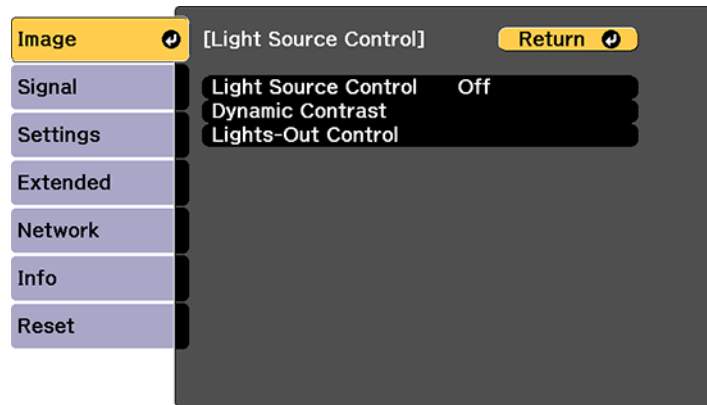 Image
Signal
Settings
Extended
Network
Info
Reset
[Light Source Control] Return
Light Source Control Off
Dynamic Contrast
Lights-Out Control